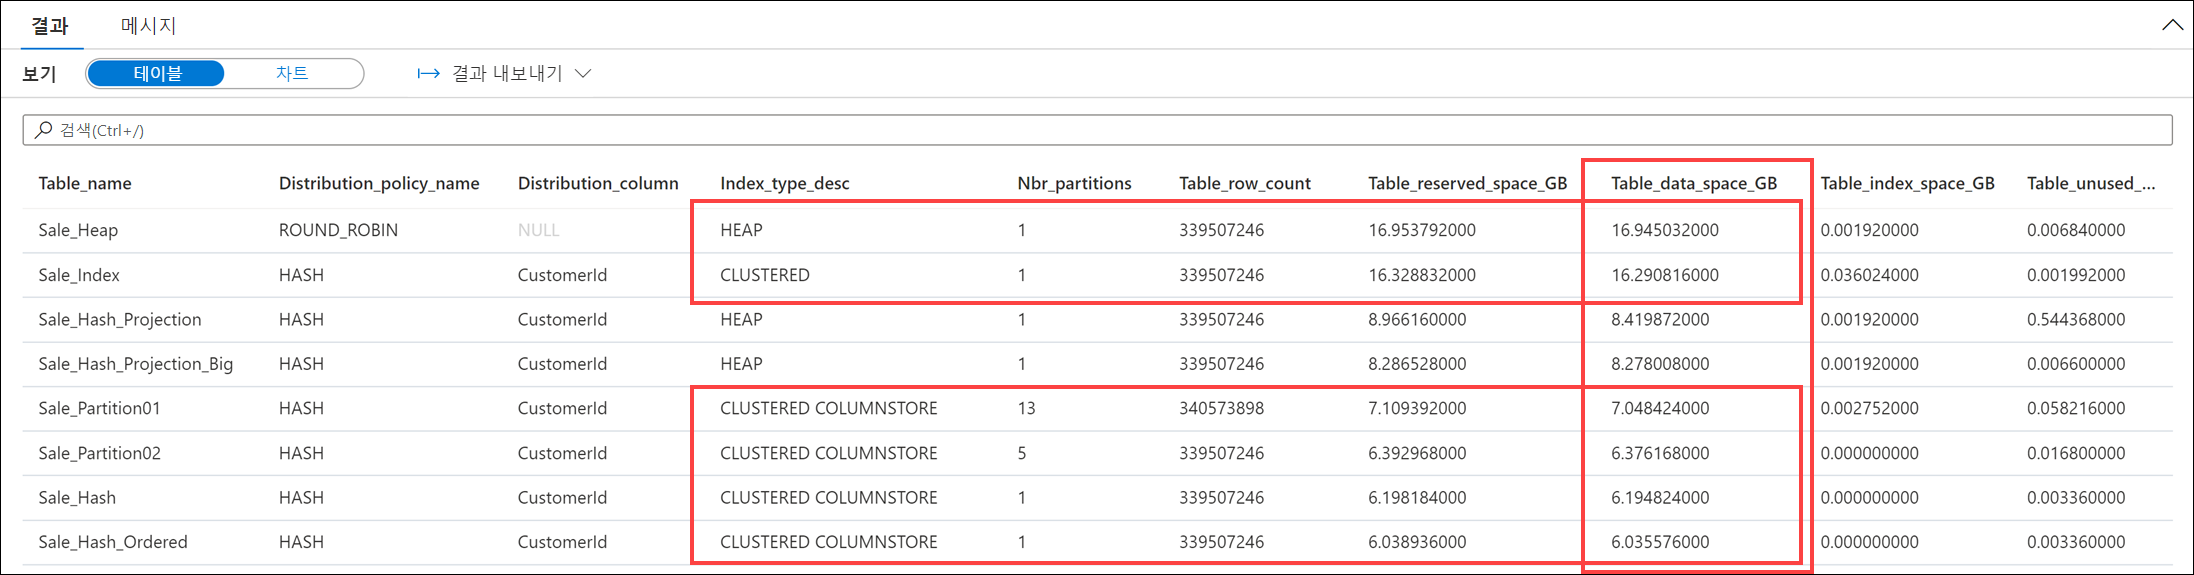 결과 메시지
보기 테이블 차트 결과 내보내기
검색(Ctrl+/)
Table_name Distribution_policy_name Distribution_column Index_type_desc Nbr_partitions Table_row_count Table_reserved_space_GB Table_data_space_GB Table_index_space_GB Table_unused_...
Sale_Heap ROUND_ROBIN NULL HEAP 1 339507246 16.953792000 16.945032000 0.001920000 0.006840000
Sale_Index HASH CustomerId CLUSTERED 1 339507246 16.328832000 16.290816000 0.036024000 0.001992000
Sale_Hash_Projection HASH CustomerId HEAP 1 339507246 8.966160000 8.419872000 0.001920000 0.544368000
Sale_Hash_Projection_Big HASH CustomerId HEAP 1 339507246 8.286528000 8.278008000 0.001920000 0.006600000
Sale_Partition01 HASH CustomerId CLUSTERED COLUMNSTORE 13 340573898 7.109392000 7.048424000 0.002752000 0.058216000
Sale_Partition02 HASH CustomerId CLUSTERED COLUMNSTORE 5 339507246 6.392968000 6.376168000 0.000000000 0.016800000
Sale_Hash HASH CustomerId CLUSTERED COLUMNSTORE 1 339507246 6.198184000 6.194824000 0.000000000 0.003360000
Sale_Hash_Ordered HASH CustomerId CLUSTERED COLUMNSTORE 1 339507246 6.038936000 6.035576000 0.000000000 0.003360000